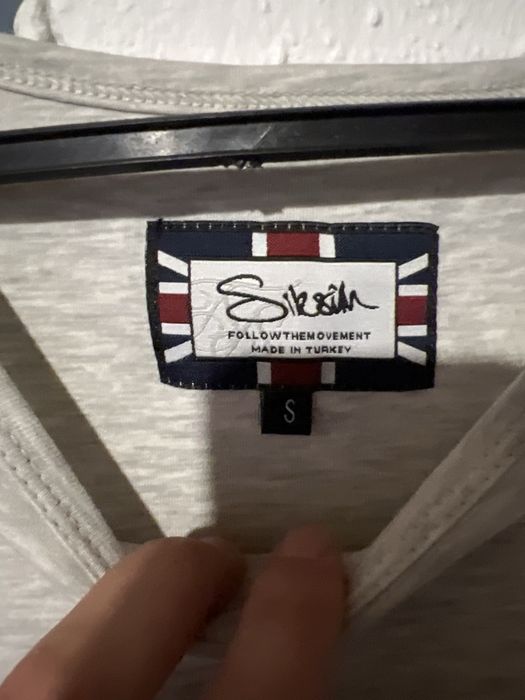 Siksilk
FOLLOWTHEMOVEMENT
MADE IN TURKEY
S